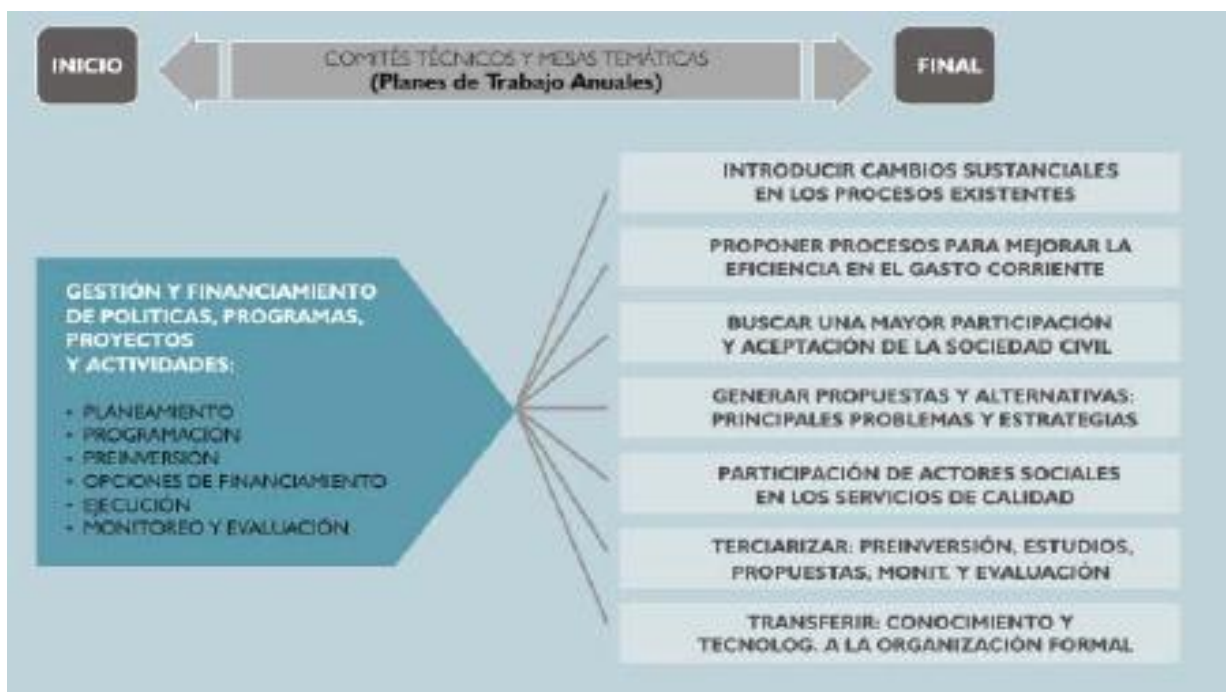 INICIO
COMITÉS TÉCNICOS Y MESAS TEMÁTICAS
(Planes de Trabajo Anuales)
FINAL
GESTIÓN Y FINANCIAMIENTO
DE POLITICAS, PROGRAMAS,
PROYECTOS
Y ACTIVIDADES:
• PLANEAMIENTO
• PROGRAMACION
• PREINVERSIÓN
• OPCIONES DE FINANCIAMIENTO
• EJECUCIÓN
• MONITOREO Y EVALUACIÓN
INTRODUCIR CAMBIOS SUSTANCIALES
EN LOS PROCESOS EXISTENTES
PROPONER PROCESOS PARA MEJORAR LA
EFICIENCIA EN EL GASTO CORRIENTE
BUSCAR UNA MAYOR PARTICIPACIÓN
Y ACEPTACIÓN DE LA SOCIEDAD CIVIL
GENERAR PROPUESTAS Y ALTERNATIVAS:
PRINCIPALES PROBLEMAS Y ESTRATEGIAS
PARTICIPACIÓN DE ACTORES SOCIALES
EN LOS SERVICIOS DE CALIDAD
TERCIARIZAR: PREINVERSIÓN, ESTUDIOS,
PROPUESTAS, MONIT. Y EVALUACIÓN
TRANSFERIR: CONOCIMIENTO Y
TECNOLOG. A LA ORGANIZACIÓN FORMAL